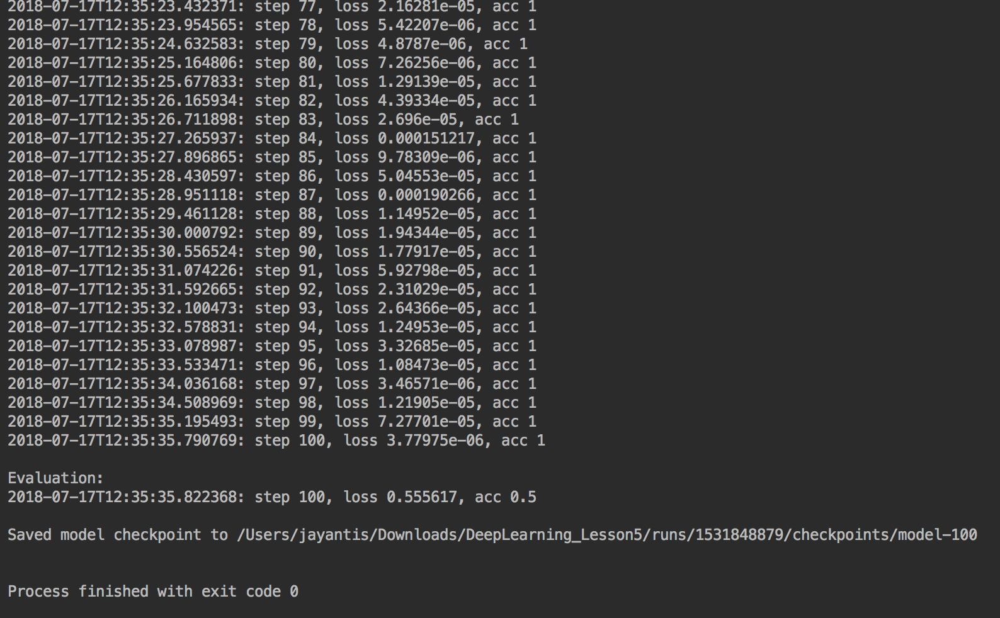 2018-07-17T12:35:23.432371: step 77, loss 2.16281e-05, acc 1
2018-07-17T12:35:23.954565: step 78, loss 5.42207e-06, acc 1
2018-07-17T12:35:24.632583: step 79, loss 4.8787e-06, acc 1
2018-07-17T12:35:25.164806: step 80, loss 7.26256e-06, acc 1
2018-07-17T12:35:25.677833: step 81, loss 1.29139e-05, acc 1
2018-07-17T12:35:26.165934: step 82, loss 4.39334e-05, acc 1
2018-07-17T12:35:26.711898: step 83, loss 2.696e-05, acc 1
2018-07-17T12:35:27.265937: step 84, loss 0.000151217, acc 1
2018-07-17T12:35:27.896865: step 85, loss 9.78309e-06, acc 1
2018-07-17T12:35:28.430597: step 86, loss 5.04553e-05, acc 1
2018-07-17T12:35:28.951118: step 87, loss 0.000190266, acc 1
2018-07-17T12:35:29.461128: step 88, loss 1.14952e-05, acc 1
2018-07-17T12:35:30.000792: step 89, loss 1.94344e-05, acc 1
2018-07-17T12:35:30.556524: step 90, loss 1.77917e-05, acc 1
2018-07-17T12:35:31.074226: step 91, loss 5.92798e-05, acc 1
2018-07-17T12:35:31.592665: step 92, loss 2.31029e-05, acc 1
2018-07-17T12:35:32.100473: step 93, loss 2.64366e-05, acc 1
2018-07-17T12:35:32.578831: step 94, loss 1.24953e-05, acc 1
2018-07-17T12:35:33.078987: step 95, loss 3.32685e-05, acc 1
2018-07-17T12:35:33.533471: step 96, loss 1.08473e-05, acc 1
2018-07-17T12:35:34.036168: step 97, loss 3.46571e-06, acc 1
2018-07-17T12:35:34.508969: step 98, loss 1.21905e-05, acc 1
2018-07-17T12:35:35.195493: step 99, loss 7.27701e-05, acc 1
2018-07-17T12:35:35.790769: step 100, loss 3.77975e-06, acc 1
Evaluation:
2018-07-17T12:35:35.822368: step 100, loss 0.555617, acc 0.5
Saved model checkpoint to /Users/jayantis/Downloads/DeepLearning_Lesson5/runs/1531848879/checkpoints/model-100
Process finished with exit code 0